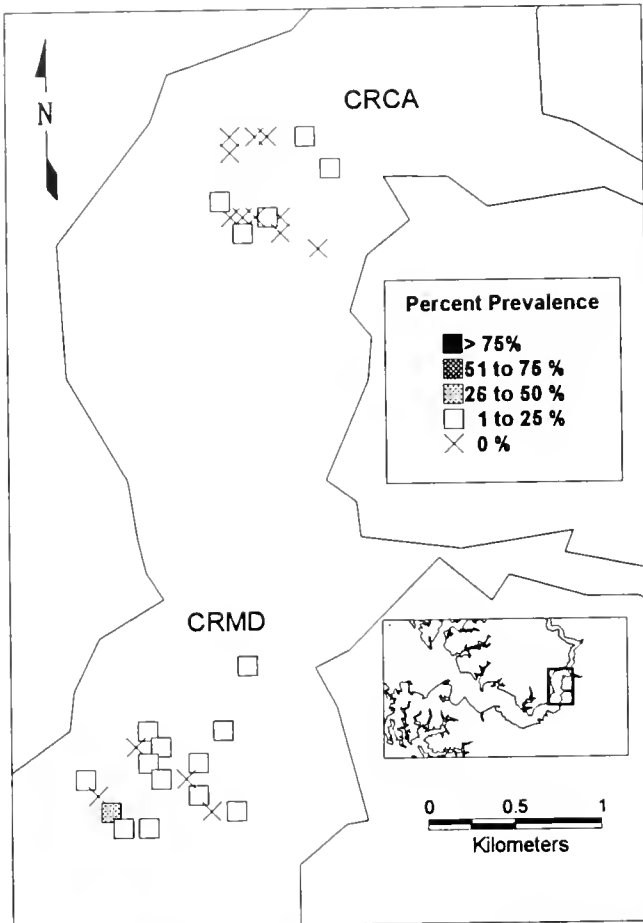 N
CRCA
Percent Prevalence
> 75%
51 to 75 %
26 to 50 %
1 to 25 %
0 %
CRMD
0 0.5 1
Kilometers